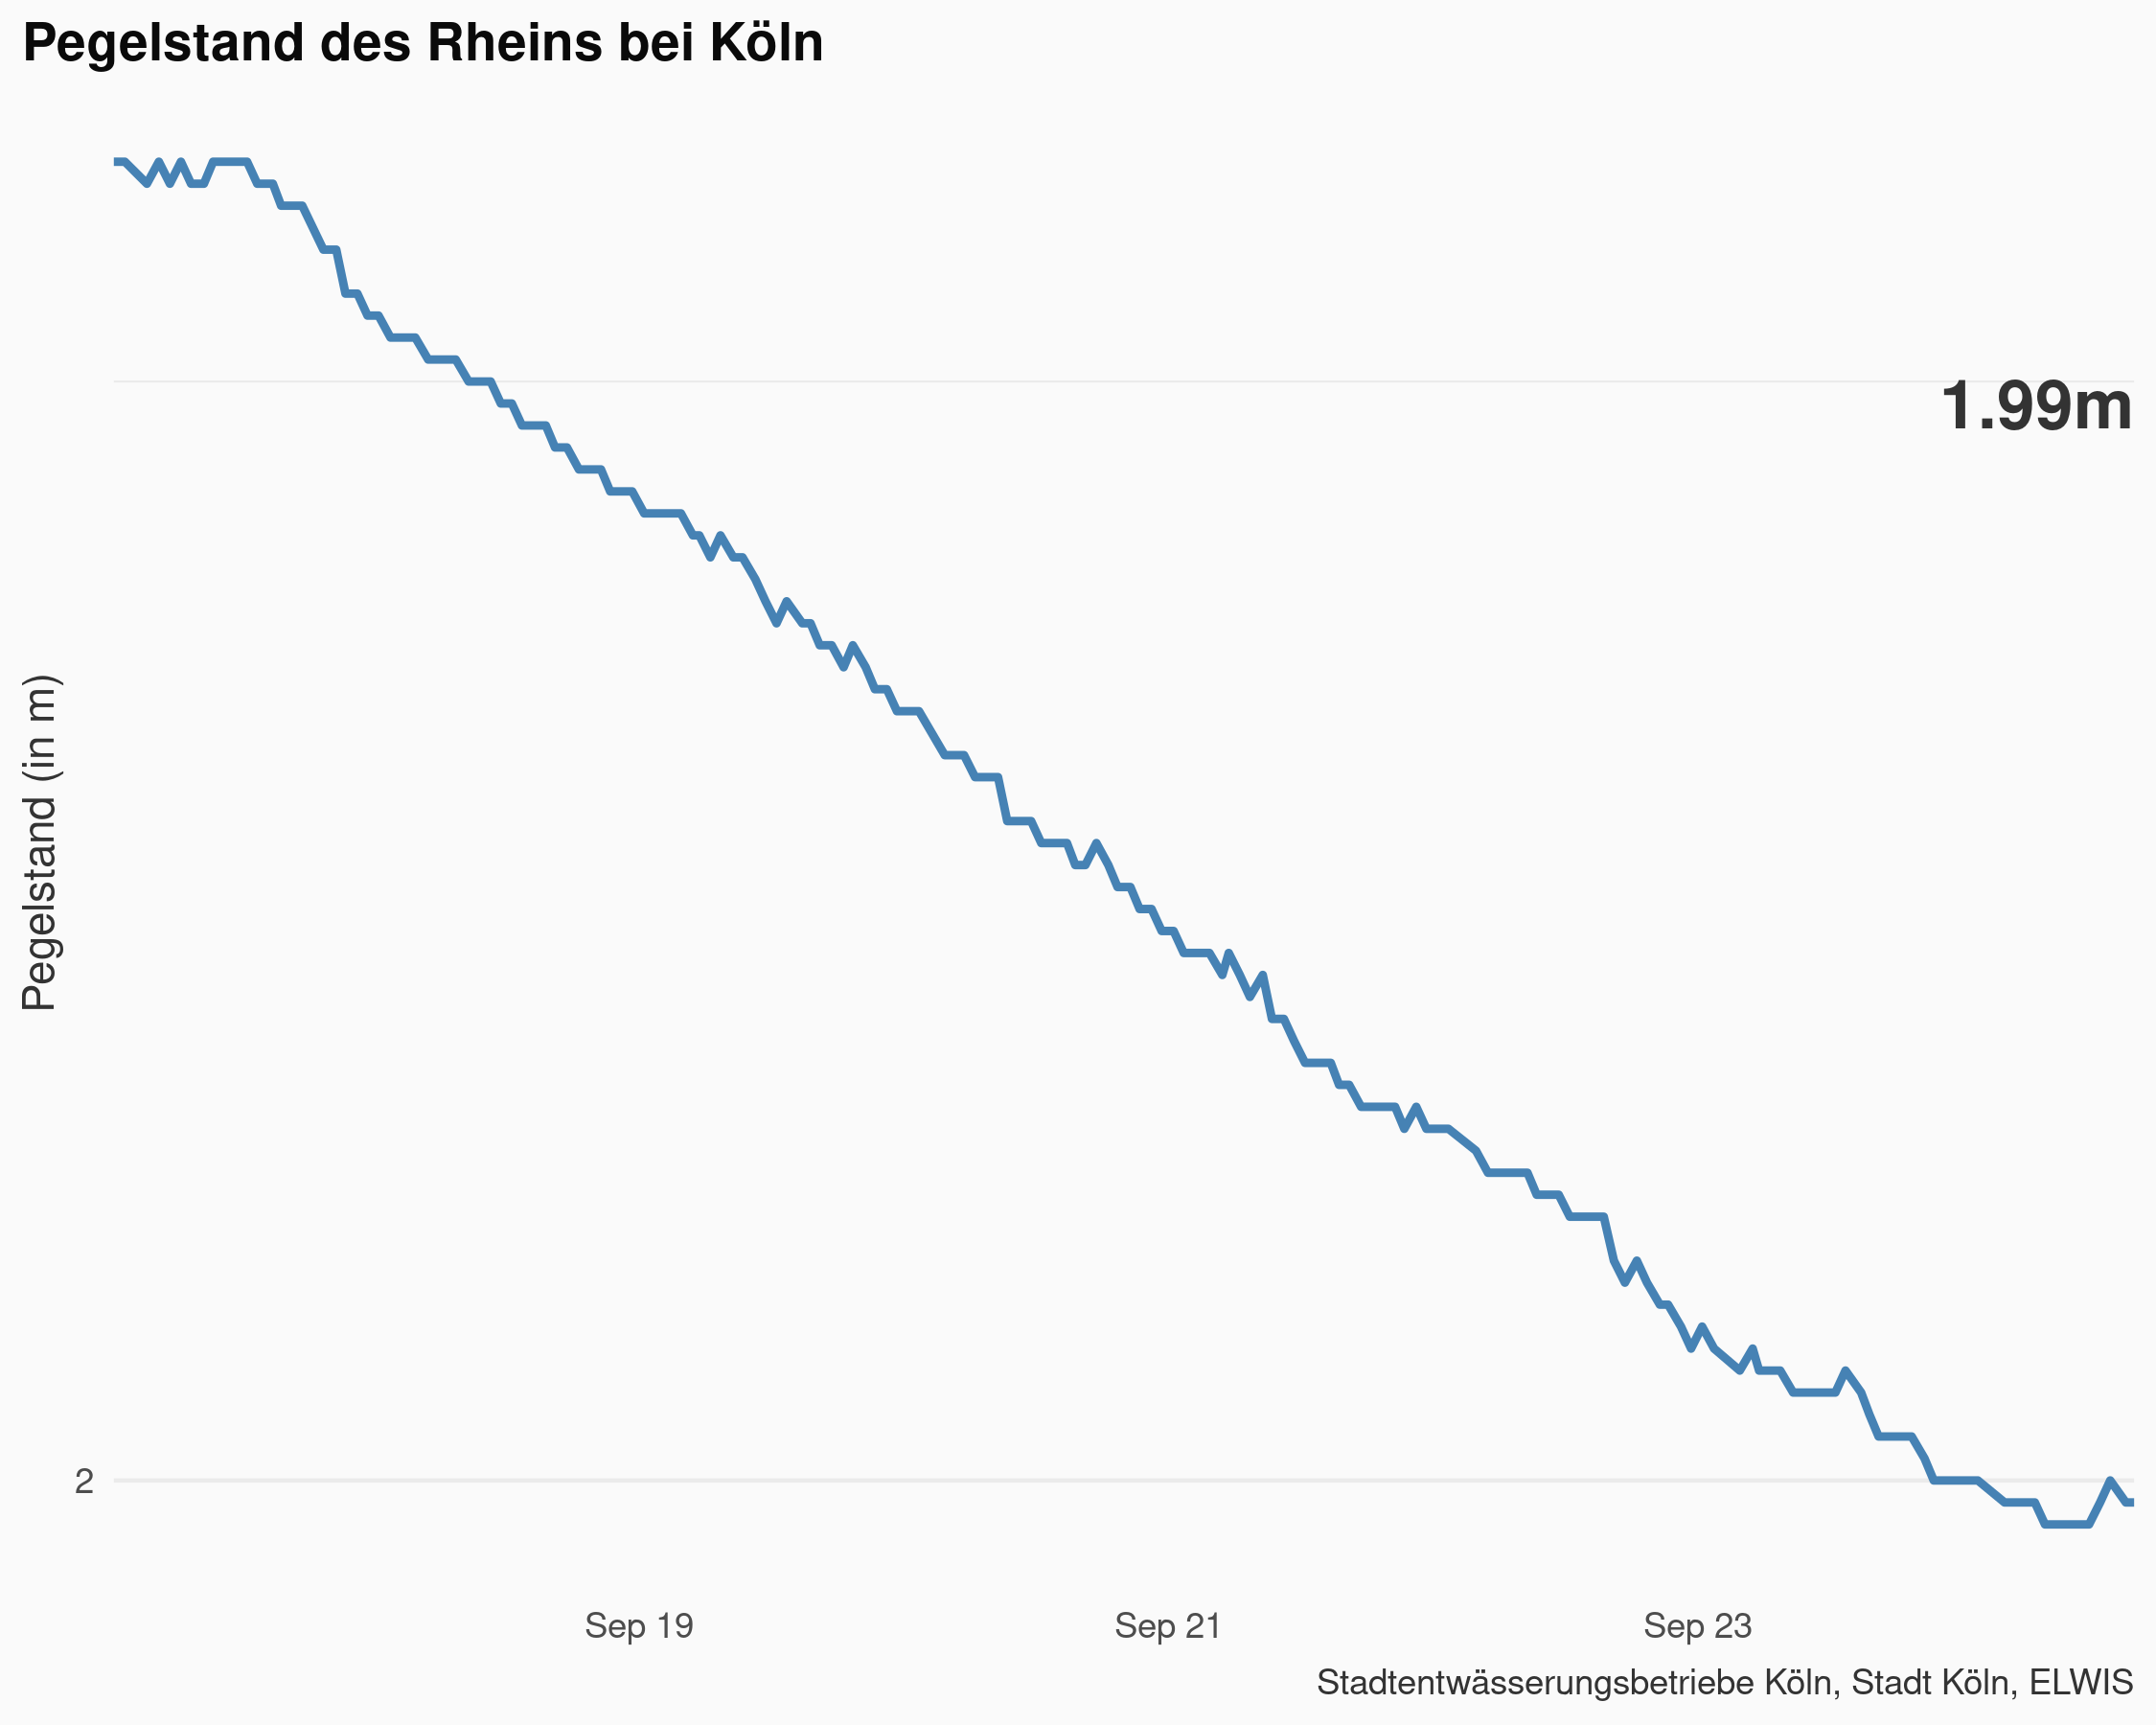 Pegelstand des Rheins bei Köln
1.99m
Pegelstand (in m)
2
Sep 19
Sep 21
Sep 23
Stadtentwässerungsbetriebe Köln, Stadt Köln, ELWIS